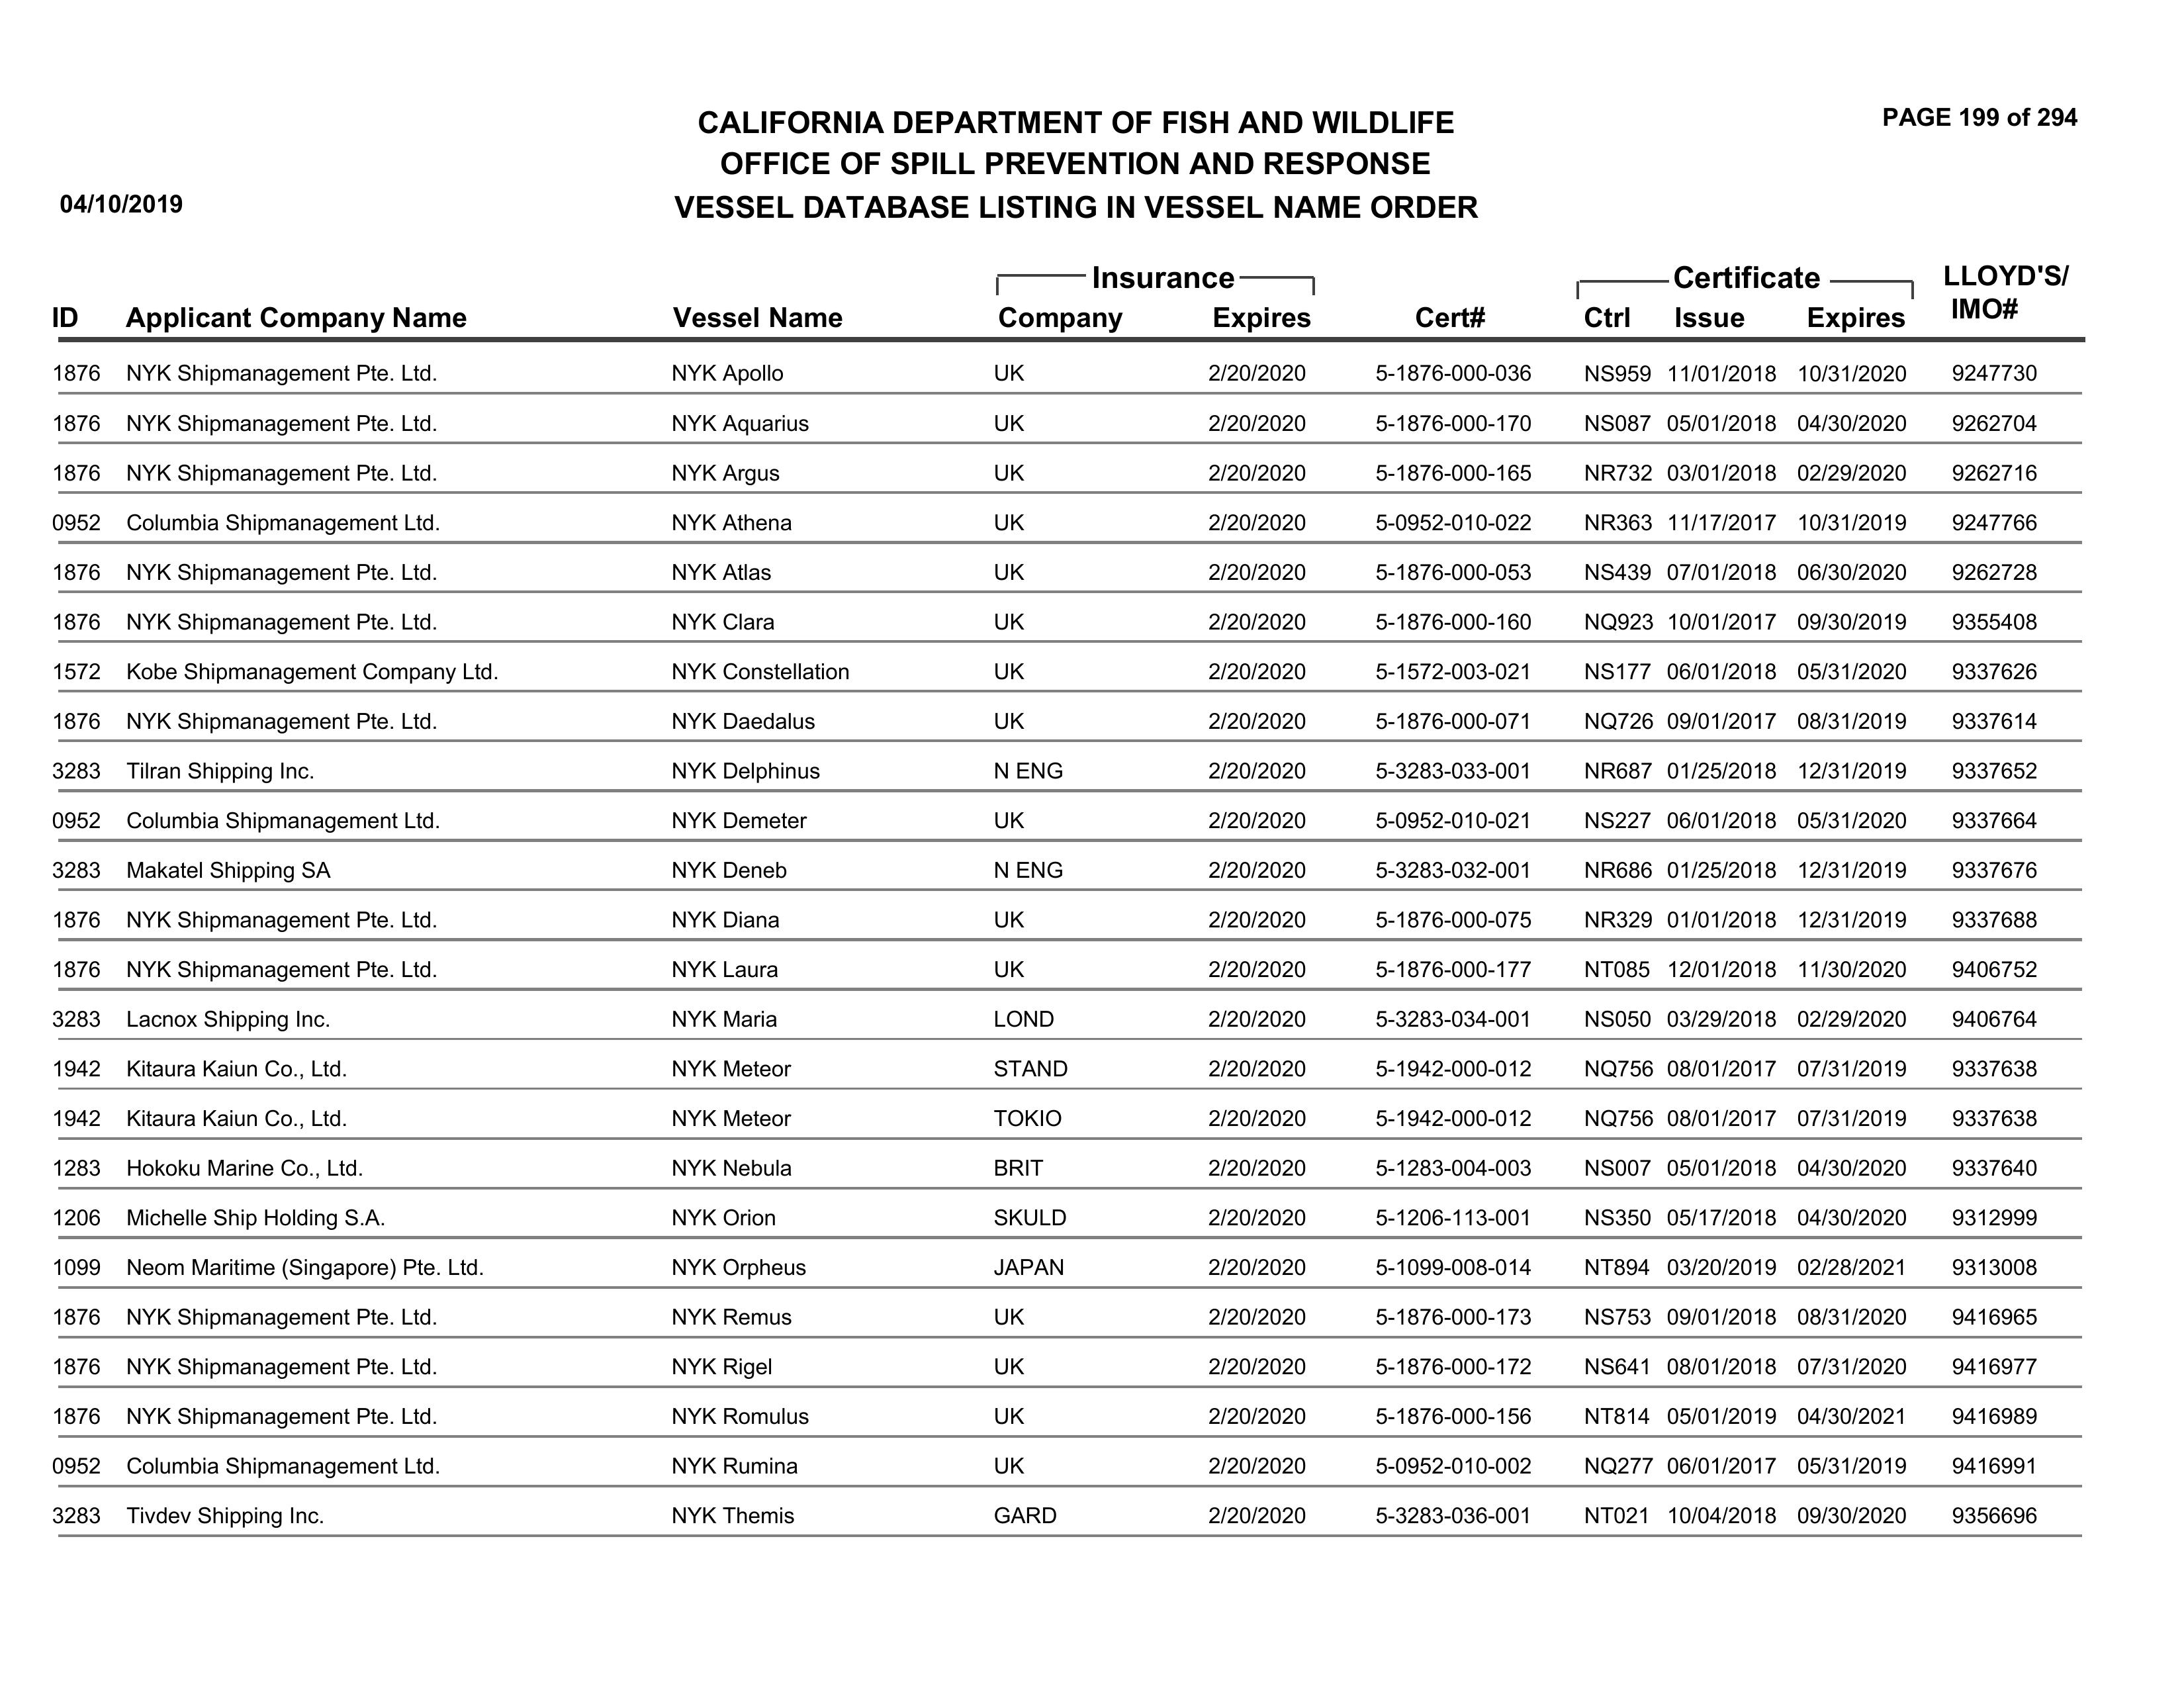 PAGE 199 of 294
CALIFORNIA DEPARTMENT OF FISH AND WILDLIFE
OFFICE OF SPILL PREVENTION AND RESPONSE
04/10/2019
VESSEL DATABASE LISTING IN VESSEL NAME ORDER
Insurance Certificate LLOYD'S/
ID Applicant Company Name Vessel Name Company Expires Cert# Ctrl Issue Expires IMO#
1876 NYK Shipmanagement Pte. Ltd. NYK Apollo UK 2/20/2020 5-1876-000-036 NS959 11/01/2018 10/31/2020 9247730
1876 NYK Shipmanagement Pte. Ltd. NYK Aquarius UK 2/20/2020 5-1876-000-170 NS087 05/01/2018 04/30/2020 9262704
1876 NYK Shipmanagement Pte. Ltd. NYK Argus UK 2/20/2020 5-1876-000-165 NR732 03/01/2018 02/29/2020 9262716
0952 Columbia Shipmanagement Ltd. NYK Athena UK 2/20/2020 5-0952-010-022 NR363 11/17/2017 10/31/2019 9247766
1876 NYK Shipmanagement Pte. Ltd. NYK Atlas UK 2/20/2020 5-1876-000-053 NS439 07/01/2018 06/30/2020 9262728
1876 NYK Shipmanagement Pte. Ltd. NYK Clara UK 2/20/2020 5-1876-000-160 NQ923 10/01/2017 09/30/2019 9355408
1572 Kobe Shipmanagement Company Ltd. NYK Constellation UK 2/20/2020 5-1572-003-021 NS177 06/01/2018 05/31/2020 9337626
1876 NYK Shipmanagement Pte. Ltd. NYK Daedalus UK 2/20/2020 5-1876-000-071 NQ726 09/01/2017 08/31/2019 9337614
3283 Tilran Shipping Inc. NYK Delphinus N ENG 2/20/2020 5-3283-033-001 NR687 01/25/2018 12/31/2019 9337652
0952 Columbia Shipmanagement Ltd. NYK Demeter UK 2/20/2020 5-0952-010-021 NS227 06/01/2018 05/31/2020 9337664
3283 Makatel Shipping SA NYK Deneb N ENG 2/20/2020 5-3283-032-001 NR686 01/25/2018 12/31/2019 9337676
1876 NYK Shipmanagement Pte. Ltd. NYK Diana UK 2/20/2020 5-1876-000-075 NR329 01/01/2018 12/31/2019 9337688
1876 NYK Shipmanagement Pte. Ltd. NYK Laura UK 2/20/2020 5-1876-000-177 NT085 12/01/2018 11/30/2020 9406752
3283 Lacnox Shipping Inc. NYK Maria LOND 2/20/2020 5-3283-034-001 NS050 03/29/2018 02/29/2020 9406764
1942 Kitaura Kaiun Co., Ltd. NYK Meteor STAND 2/20/2020 5-1942-000-012 NQ756 08/01/2017 07/31/2019 9337638
1942 Kitaura Kaiun Co., Ltd. NYK Meteor TOKIO 2/20/2020 5-1942-000-012 NQ756 08/01/2017 07/31/2019 9337638
1283 Hokoku Marine Co., Ltd. NYK Nebula BRIT 2/20/2020 5-1283-004-003 NS007 05/01/2018 04/30/2020 9337640
1206 Michelle Ship Holding S.A. NYK Orion SKULD 2/20/2020 5-1206-113-001 NS350 05/17/2018 04/30/2020 9312999
1099 Neom Maritime (Singapore) Pte. Ltd. NYK Orpheus JAPAN 2/20/2020 5-1099-008-014 NT894 03/20/2019 02/28/2021 9313008
1876 NYK Shipmanagement Pte. Ltd. NYK Remus UK 2/20/2020 5-1876-000-173 NS753 09/01/2018 08/31/2020 9416965
1876 NYK Shipmanagement Pte. Ltd. NYK Rigel UK 2/20/2020 5-1876-000-172 NS641 08/01/2018 07/31/2020 9416977
1876 NYK Shipmanagement Pte. Ltd. NYK Romulus UK 2/20/2020 5-1876-000-156 NT814 05/01/2019 04/30/2021 9416989
0952 Columbia Shipmanagement Ltd. NYK Rumina UK 2/20/2020 5-0952-010-002 NQ277 06/01/2017 05/31/2019 9416991
3283 Tivdev Shipping Inc. NYK Themis GARD 2/20/2020 5-3283-036-001 NT021 10/04/2018 09/30/2020 9356696